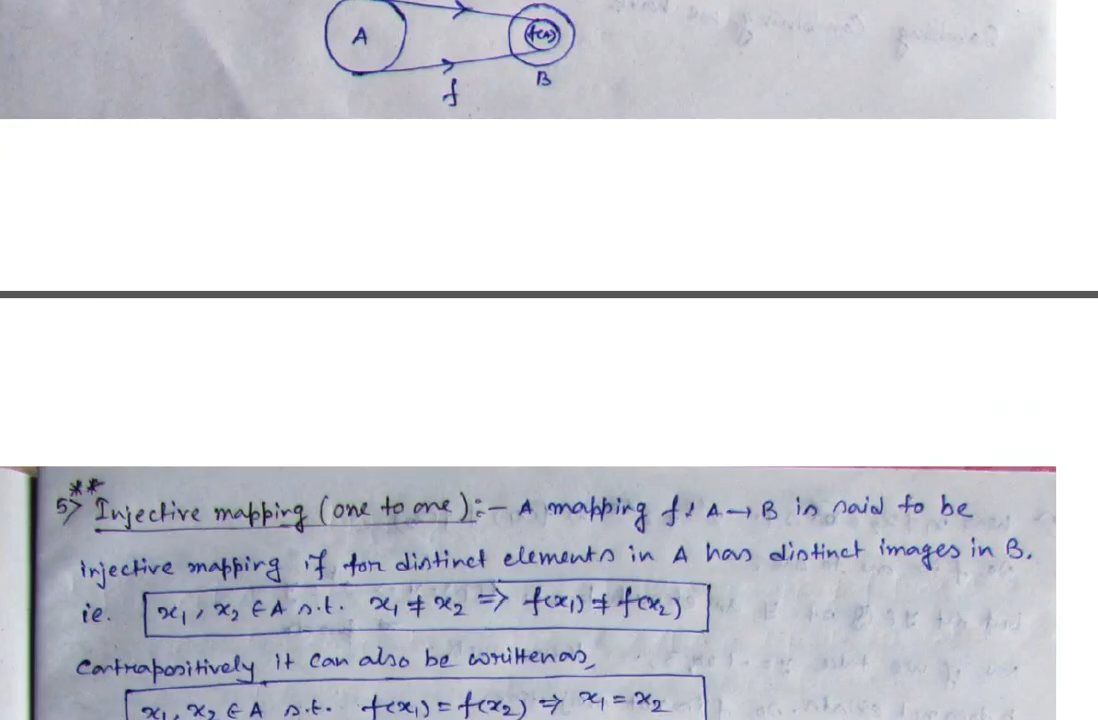 A
f(A)
B
f
**
5> Injective mapping (one to one) :- A mapping f: A → B is said to be
injective mapping if for distinct elements in A has distinct images in B.
ie. x₁, x₂ ∈ A s.t. x₁ ≠ x₂ => f(x₁) ≠ f(x₂)
Contrapositively it can also be written as,
x₁, x₂ ∈ A s.t. f(x₁) = f(x₂) => x₁ = x₂